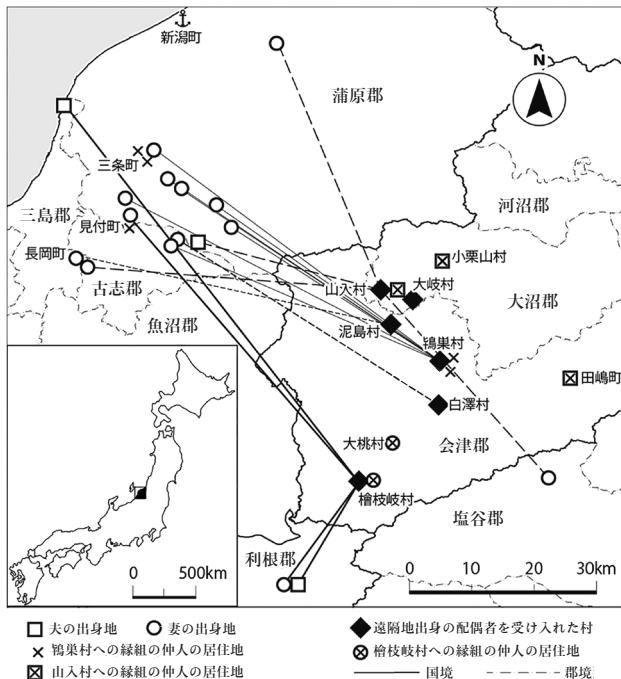 新潟町
N
蒲原郡
三条町
河沼郡
三島郡
見付町
小栗山村
長岡町
山入村
大岐村
大沼郡
古志郡
泥島村
鴇巣村
魚沼郡
田嶋町
白澤村
大桃村
会津郡
檜枝岐村
塩谷郡
利根郡
0 500km
0 10 20 30km
夫の出身地 妻の出身地 遠隔地出身の配偶者を受け入れた村
鴇巣村への縁組の仲人の居住地 檜枝岐村への縁組の仲人の居住地
山入村への縁組の仲人の居住地 国境 郡境